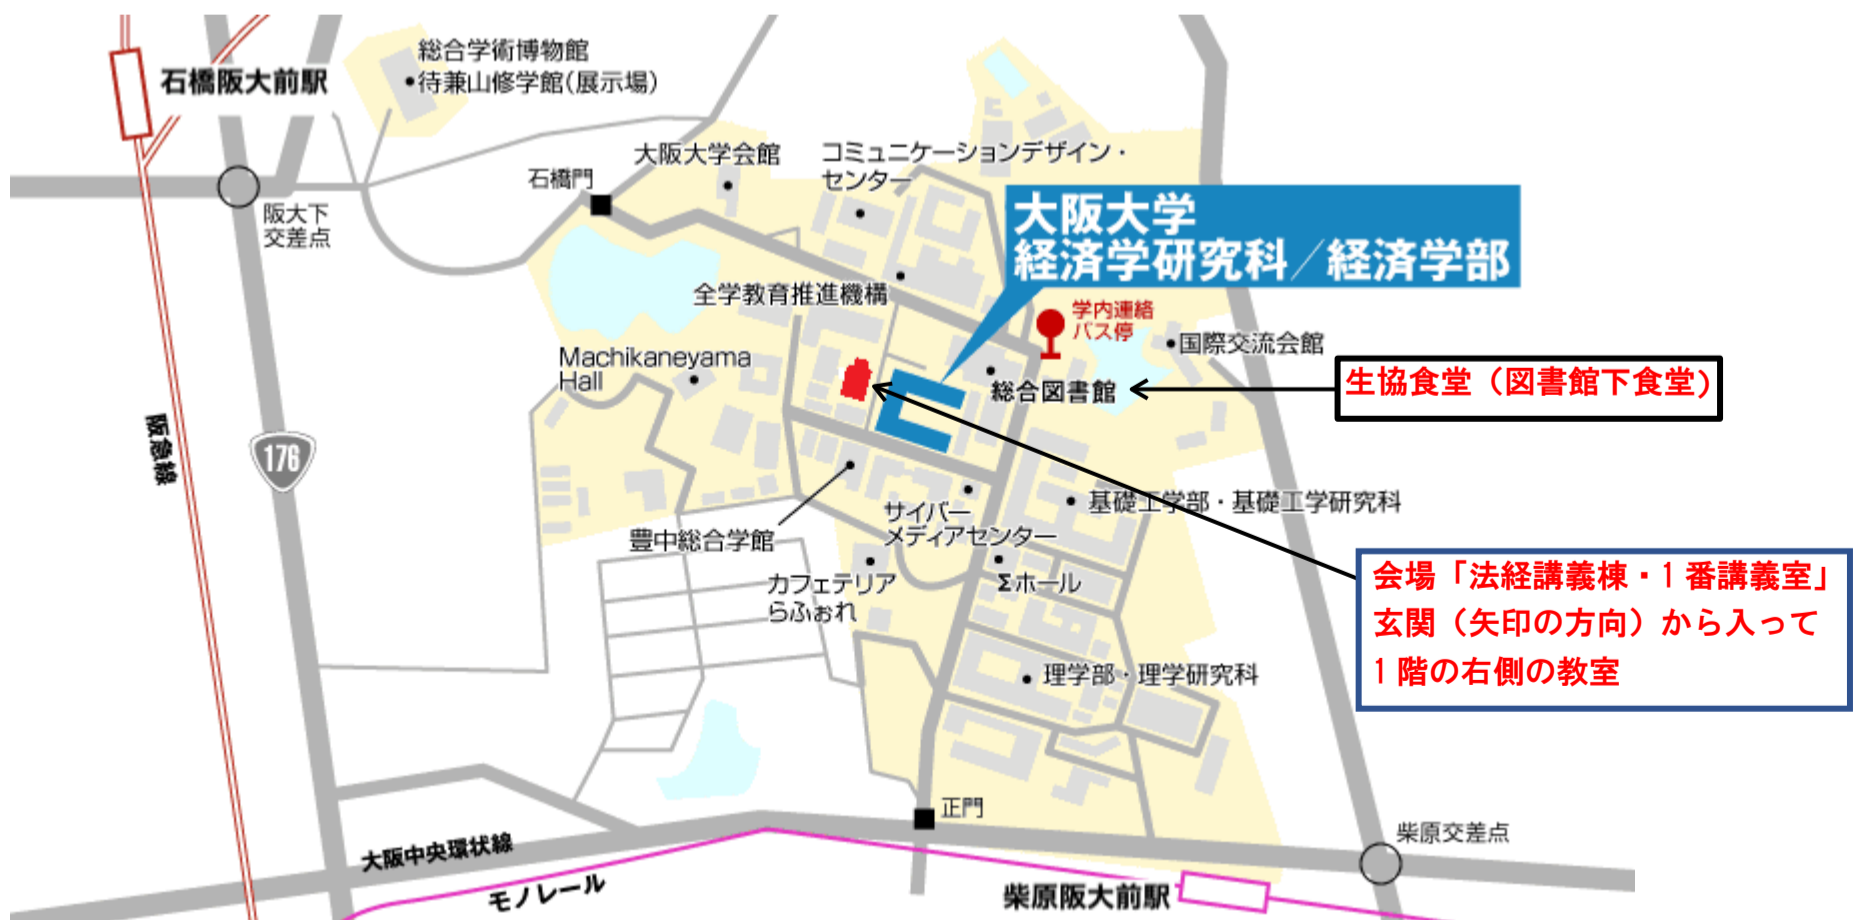 総合学術博物館
待兼山修学館(展示場)
石橋阪大前駅
大阪大学会館
コミュニケーションデザイン・
センター
石橋門
阪大下
交差点
大阪大学
経済学研究科/経済学部
全学教育推進機構
学内連絡
バス停
国際交流会館
Machikaneyama
Hall
総合図書館
生協食堂(図書館下食堂)
阪急線
176
基礎工学部・基礎工学研究科
サイバー
メディアセンター
豊中総合学館
カフェテリア
らふぉれ
Σホール
会場「法経講義棟・1番講義室」
玄関(矢印の方向)から入って
1階の右側の教室
理学部・理学研究科
正門
柴原交差点
大阪中央環状線
モノレール
柴原阪大前駅